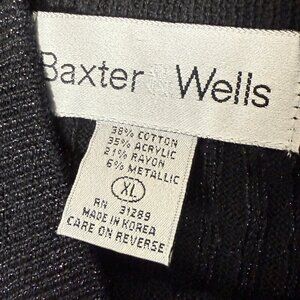 Baxter & Wells
38% COTTON
35% ACRYLIC
21% RAYON
6% METALLIC
XL
RN 31289
MADE IN KOREA
CARE ON REVERSE